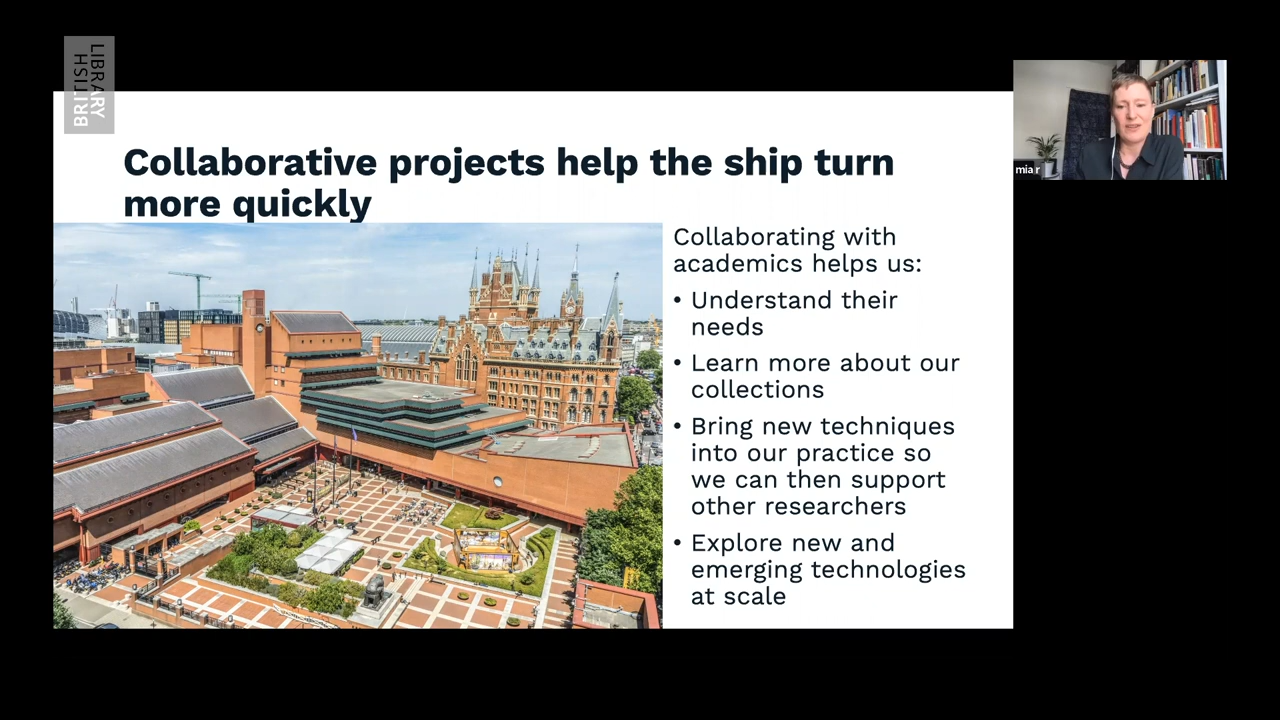 LIBRARY
BRITISH
Collaborative projects help the ship turn
more quickly
Collaborating with
academics helps us:
• Understand their
needs
• Learn more about our
collections
• Bring new techniques
into our practice so
we can then support
other researchers
• Explore new and
emerging technologies
at scale
mia r